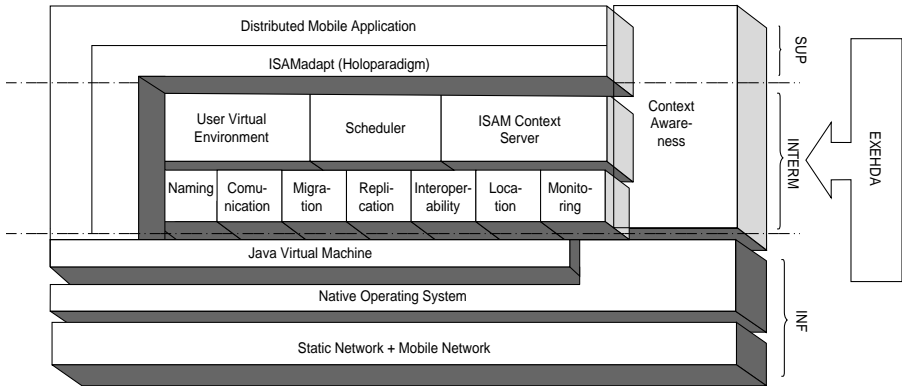 Distributed Mobile Application
ISAMadapt (Holoparadigm)
User Virtual
Environment
Scheduler
ISAM Context
Server
Context
Aware-
ness
Naming
Comu-
nication
Migra-
tion
Repli-
cation
Interoper-
ability
Loca-
tion
Monito-
ring
Java Virtual Machine
Native Operating System
Static Network + Mobile Network
SUP
INTERM
INF
EXEHDA